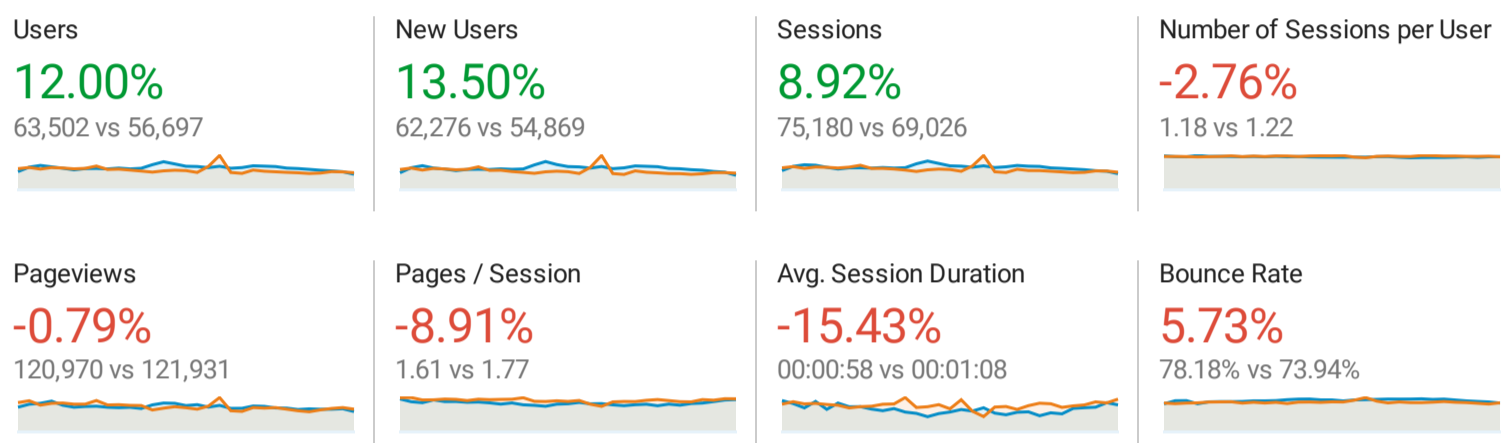 Users
12.00%
63,502 vs 56,697
New Users
13.50%
62,276 vs 54,869
Sessions
8.92%
75,180 vs 69,026
Number of Sessions per User
-2.76%
1.18 vs 1.22
Pageviews
-0.79%
120,970 vs 121,931
Pages / Session
-8.91%
1.61 vs 1.77
Avg. Session Duration
-15.43%
00:00:58 vs 00:01:08
Bounce Rate
5.73%
78.18% vs 73.94%